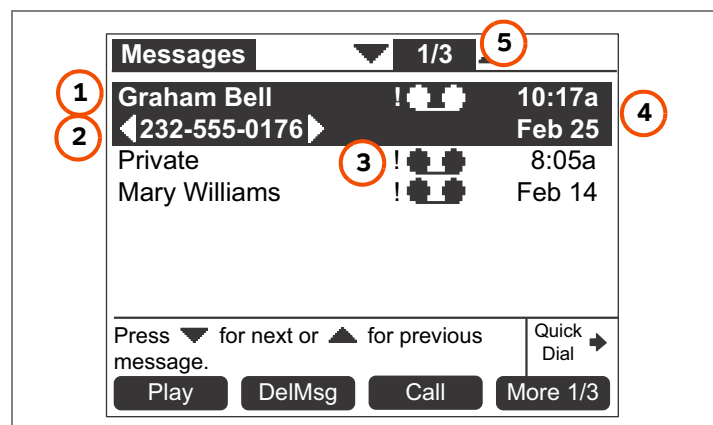 Messages 1/3 5
1 Graham Bell ! 10:17a 4
2 232-555-0176 Feb 25
Private 3 ! 8:05a
Mary Williams ! Feb 14
Press ▼ for next or ▲ for previous
message.
Quick
Dial
Play DelMsg Call More 1/3